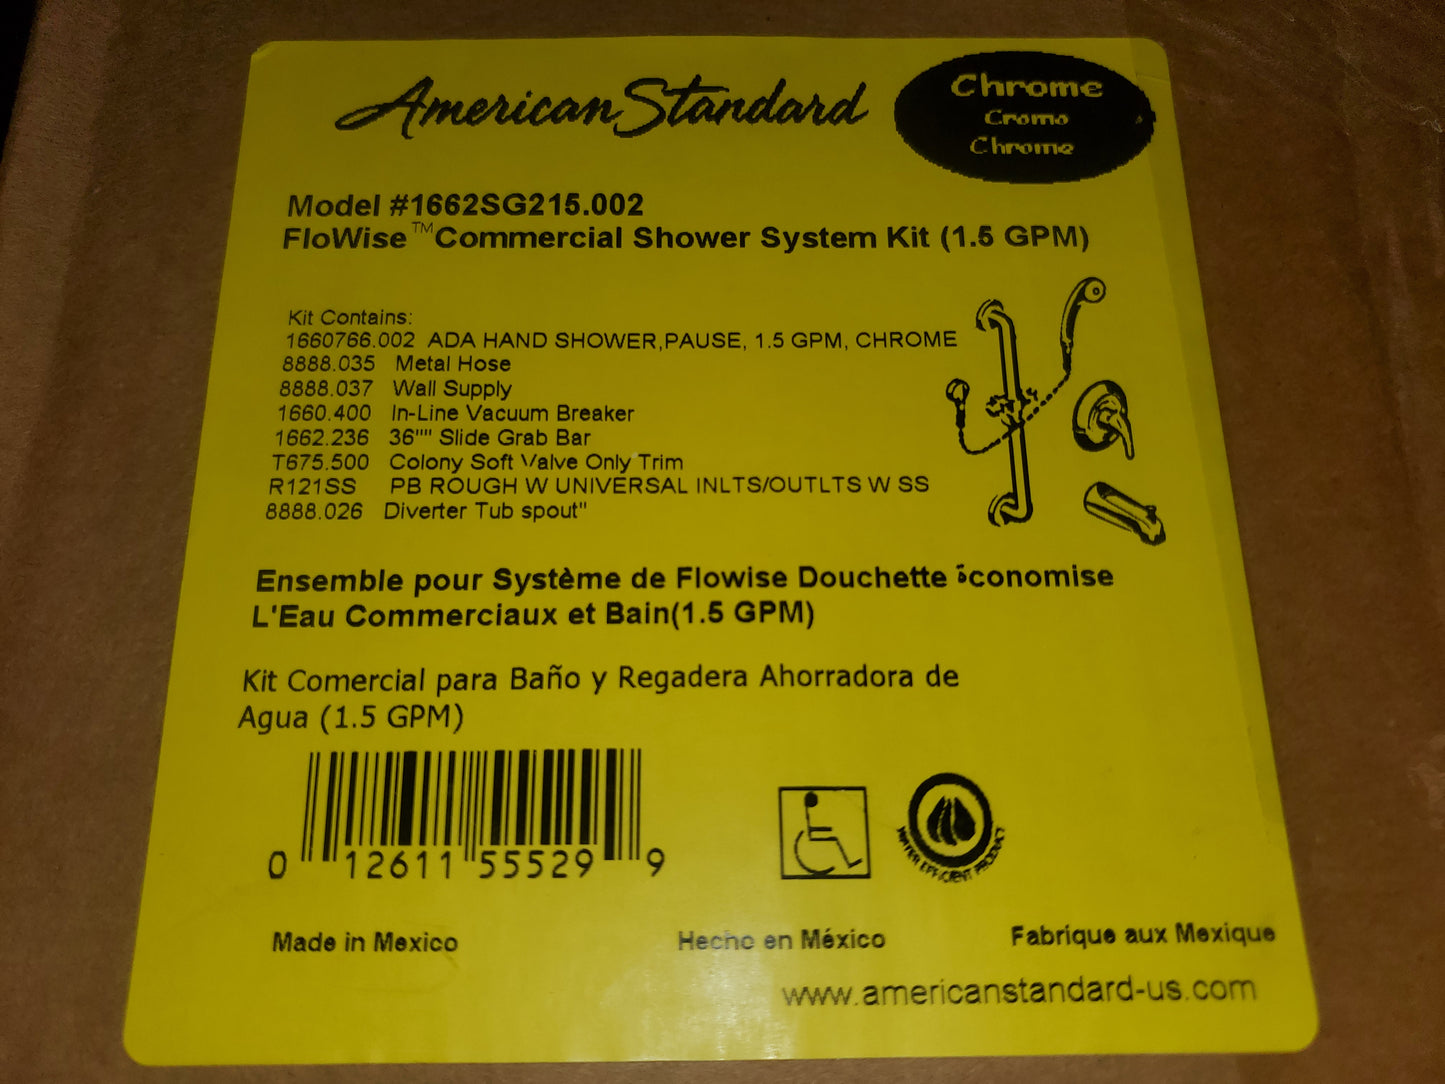 American Standard
Chrome
Cromo
Chrome
Model #1662SG215.002
FloWise™ Commercial Shower System Kit (1.5 GPM)
Kit Contains:
1660766.002 ADA HAND SHOWER,PAUSE, 1.5 GPM, CHROME
8888.035 Metal Hose
8888.037 Wall Supply
1660.400 In-Line Vacuum Breaker
1662.236 36"" Slide Grab Bar
T675.500 Colony Soft Valve Only Trim
R121SS PB ROUGH W UNIVERSAL INLTS/OUTLTS W SS
8888.026 Diverter Tub spout"
Ensemble pour Système de Flowise Douchette conomise
L'Eau Commerciaux et Bain(1.5 GPM)
Kit Comercial para Baño y Regadera Ahorradora de
Agua (1.5 GPM)
0 12611 55529 9
WATER EFFICIENT PRODUCT
Made in Mexico
Hecho en México
Fabrique aux Mexique
www.americanstandard-us.com